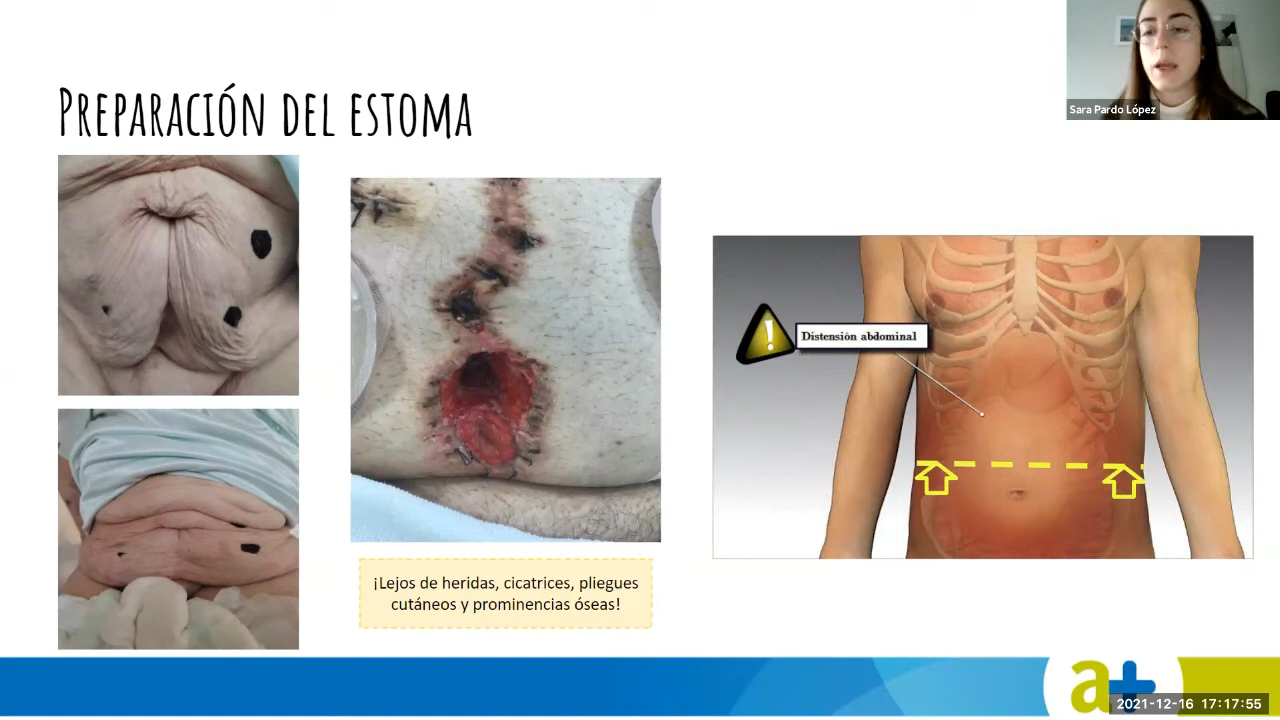 Sara Pardo López
PREPARACIÓN DEL ESTOMA
Distensión abdominal
¡Lejos de heridas, cicatrices, pliegues
cutáneos y prominencias óseas!
a+
2021-12-16 17:17:55